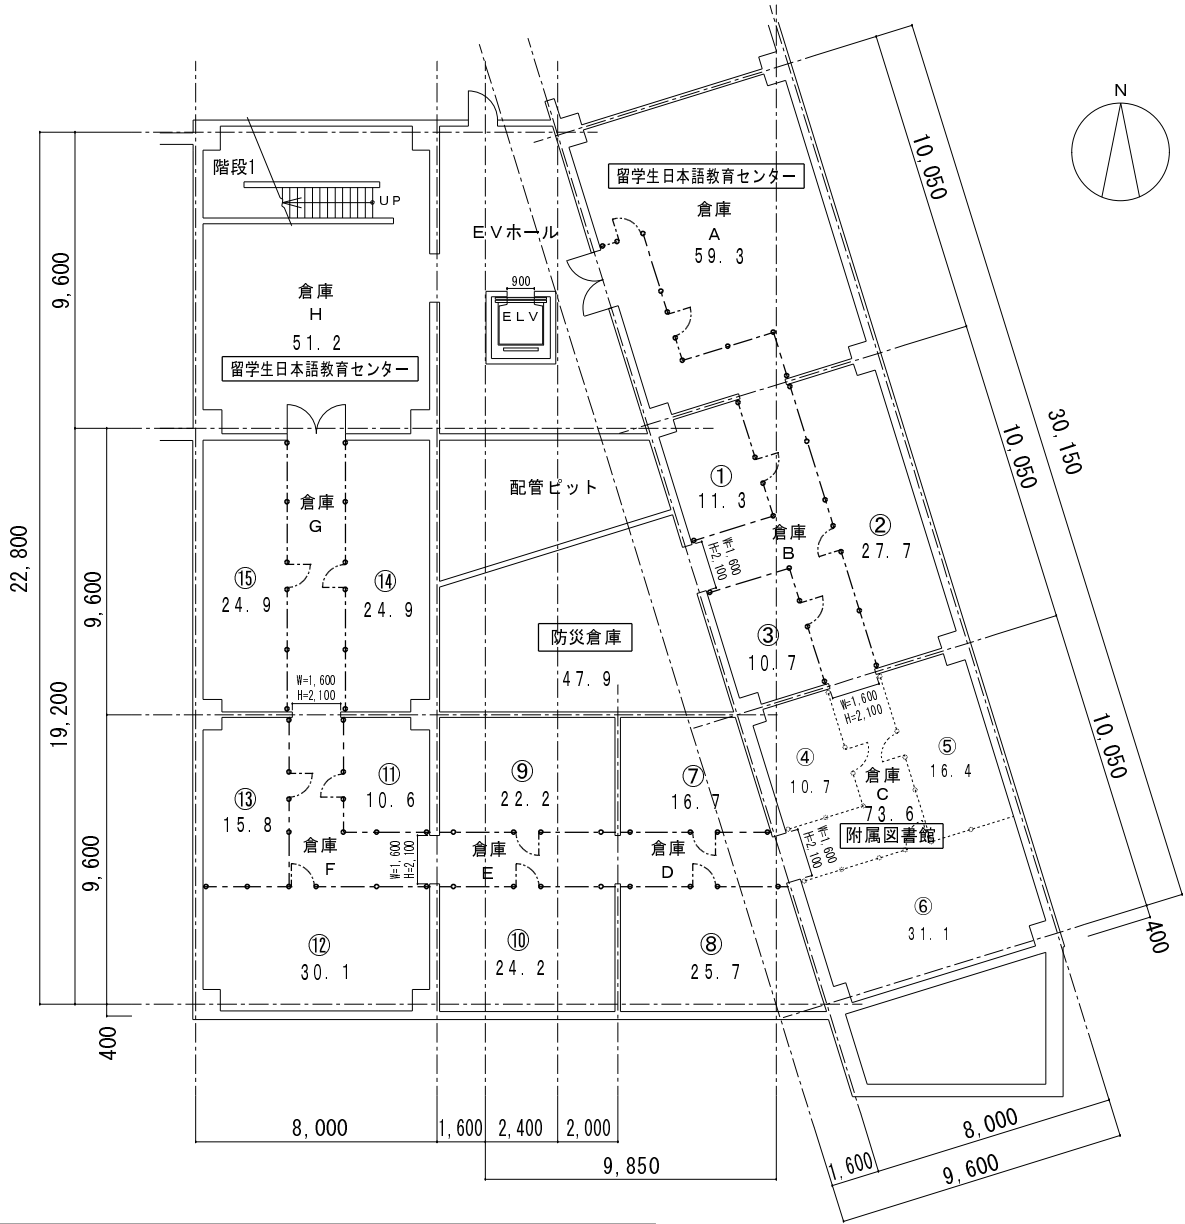 N
階段1
UP
留学生日本語教育センター
倉庫
A
59.3
10,050
EVホール
9,600
倉庫
H
51.2
留学生日本語教育センター
900
ELV
30,150
10,050
配管ピット
①
11.3
倉庫
B
②
27.7
W=1,600
H=2,100
倉庫
G
22,800
9,600
⑮
24.9
⑭
24.9
防災倉庫
47.9
③
10.7
W=1,600
H=2,100
19,200
W=1,600
H=2,100
10,050
④
10.7
倉庫
C
73.6
附属図書館
⑤
16.4
W=1,600
H=2,100
⑬
15.8
⑪
10.6
⑨
22.2
⑦
16.7
倉庫
F
W=1,600
H=2,100
倉庫
E
倉庫
D
9,600
⑥
31.1
⑫
30.1
⑩
24.2
⑧
25.7
400
400
8,000
1,600
2,400
2,000
9,850
1,600
8,000
9,600